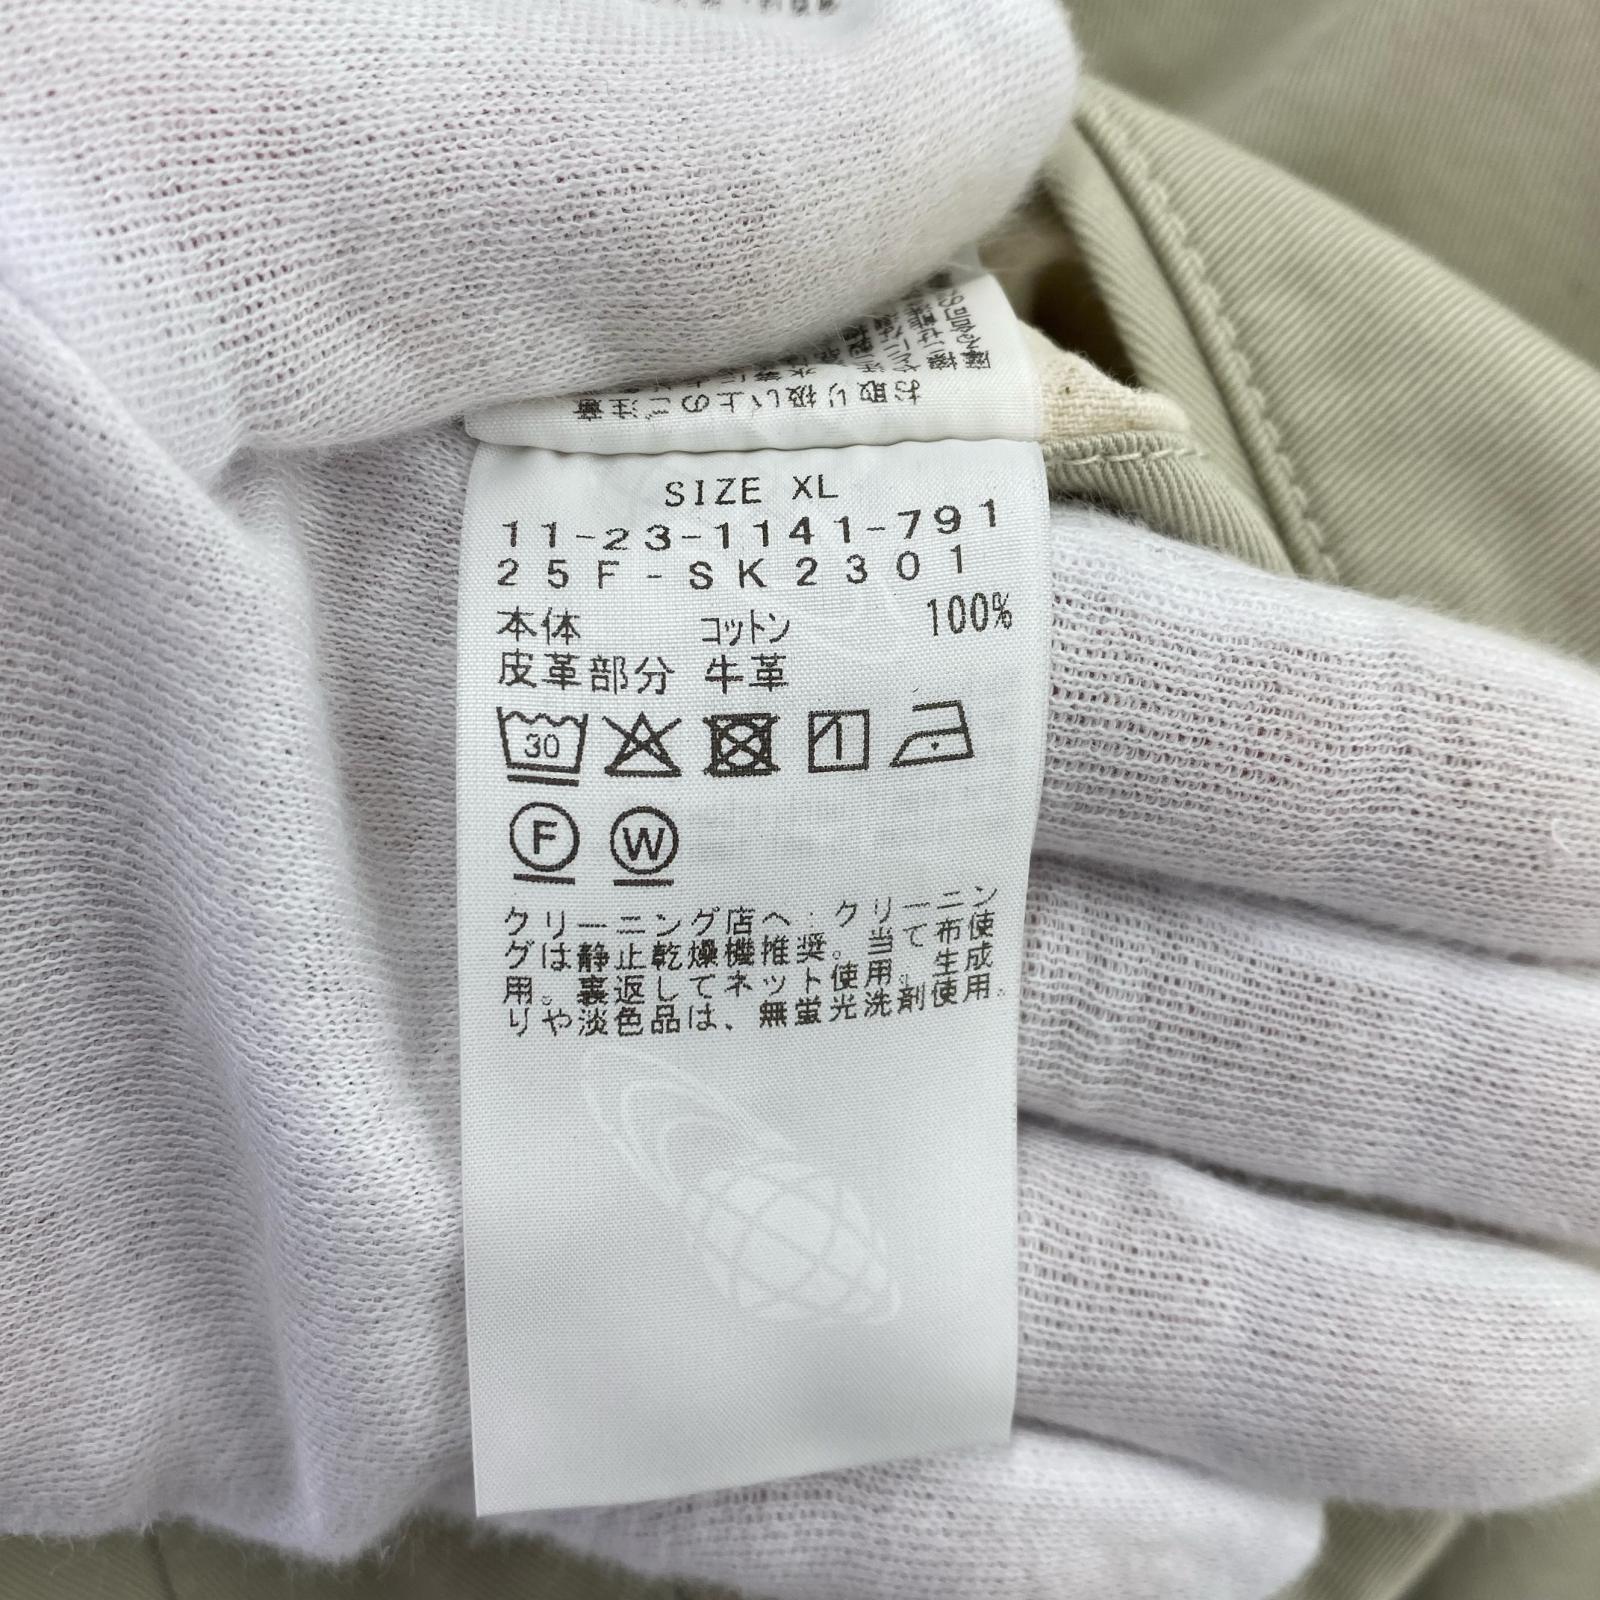 お取り扱い上のご注意
SIZE XL
11-23-1141-791
25F-SK2301
本体 コットン 100%
皮革部分 牛革
30
F W
クリーニング店へ・クリーニン
グは静止乾燥機推奨。当て布使
用。裏返してネット使用。生成
りや淡色品は、無蛍光洗剤使用。